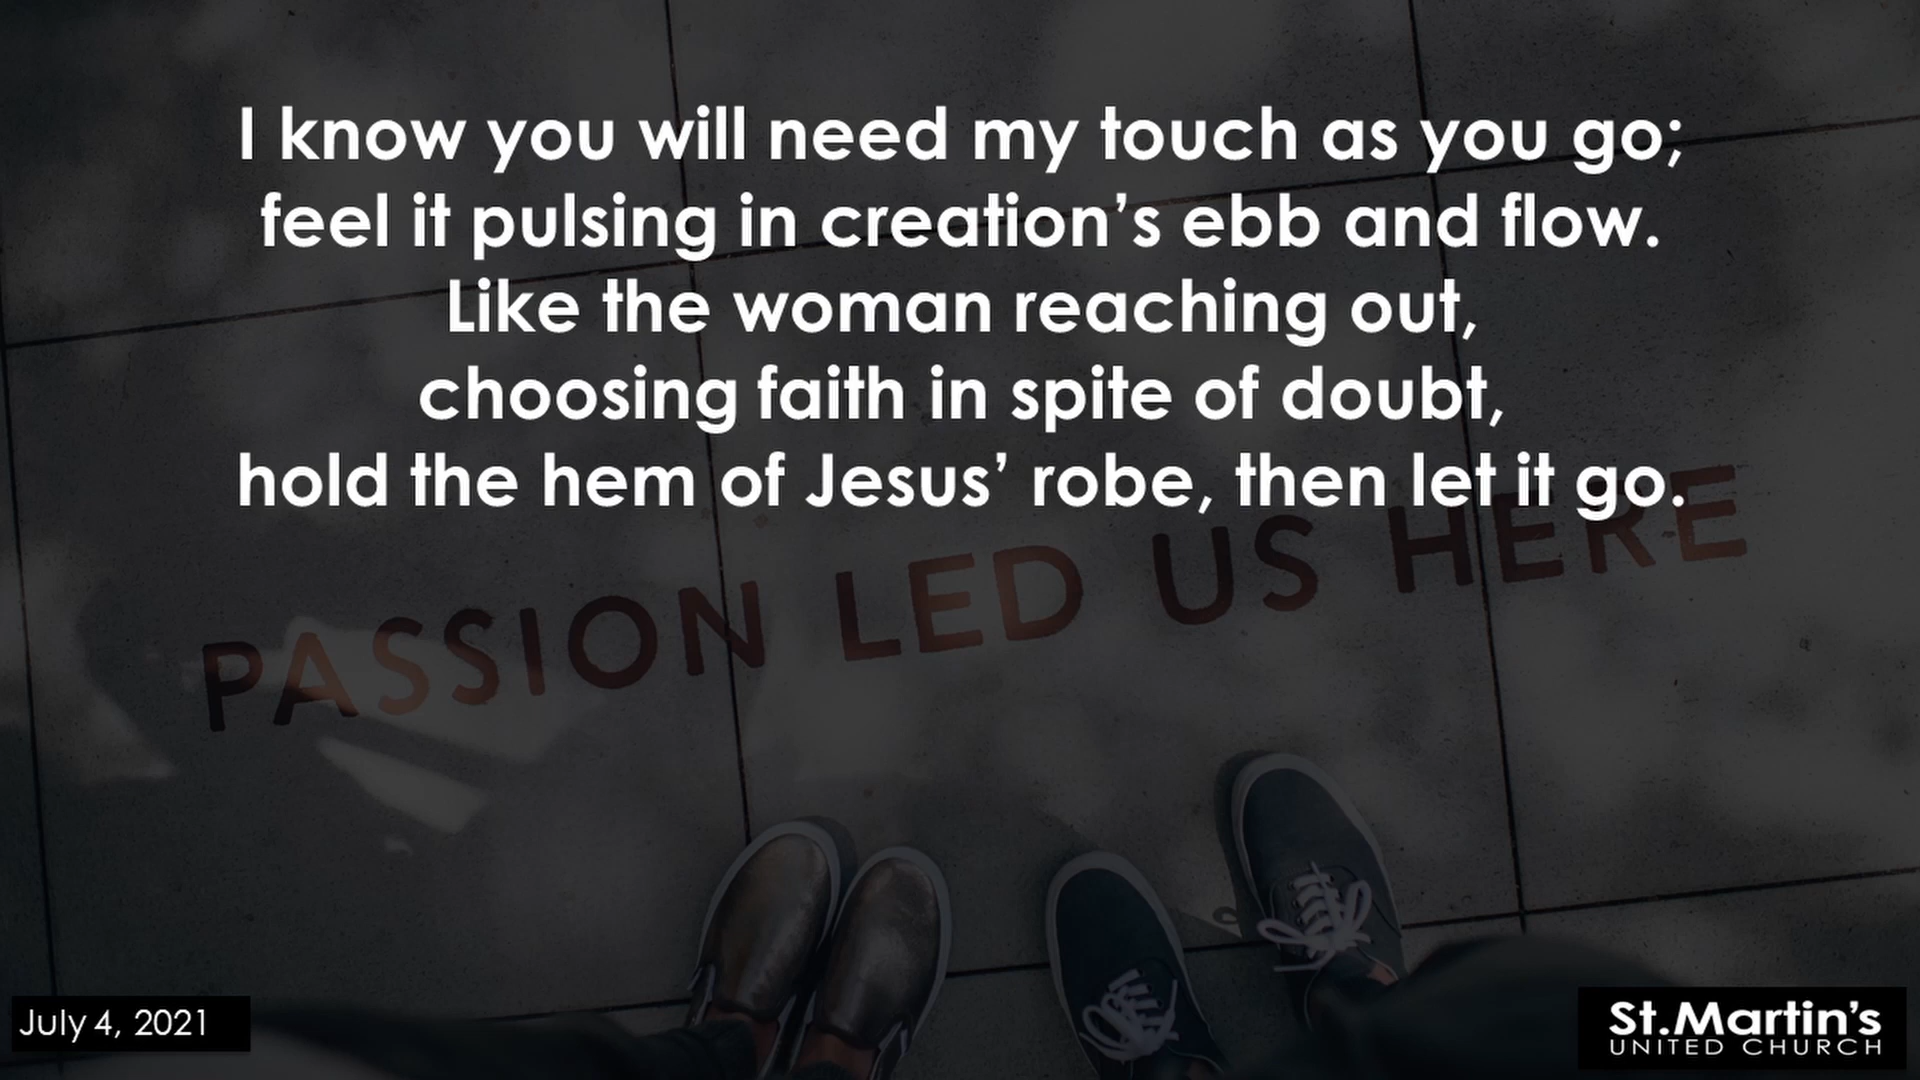 I know you will need my touch as you go;
feel it pulsing in creation’s ebb and flow.
Like the woman reaching out,
choosing faith in spite of doubt,
hold the hem of Jesus’ robe, then let it go.
PASSION LED US HERE
July 4, 2021
St.Martin’s
UNITED CHURCH